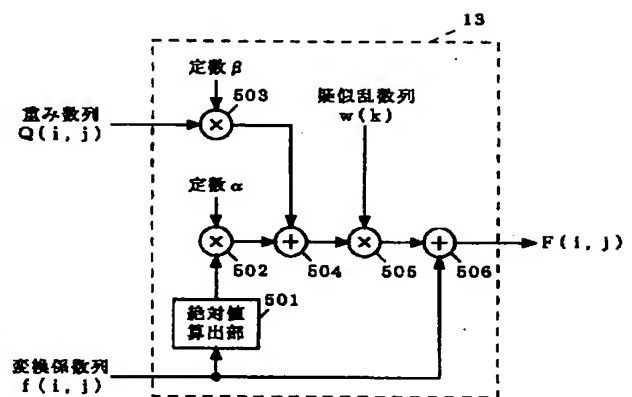 13
定数β
503
疑似乱数列
w(k)
重み数列
Q(i, j)
×
定数α
×
502
+
504
×
505
+
506
F(i, j)
絶対値
算出部
501
変換係数列
f(i, j)